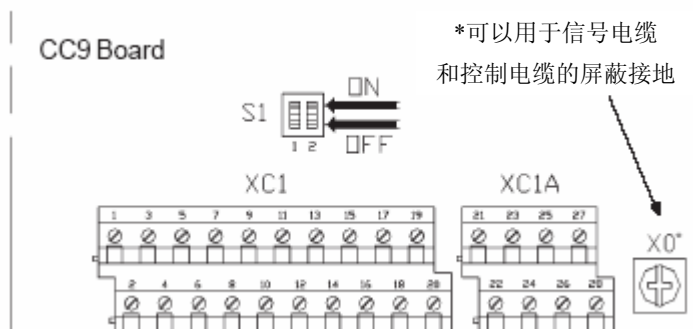 CC9 Board
*可以用于信号电缆
和控制电缆的屏蔽接地
ON
S1
1 2
OFF
XC1
XC1A
1 3 5 7 9 11 13 15 17 19
21 23 25 27
X0*
2 4 6 8 10 12 14 16 18 20
22 24 26 28